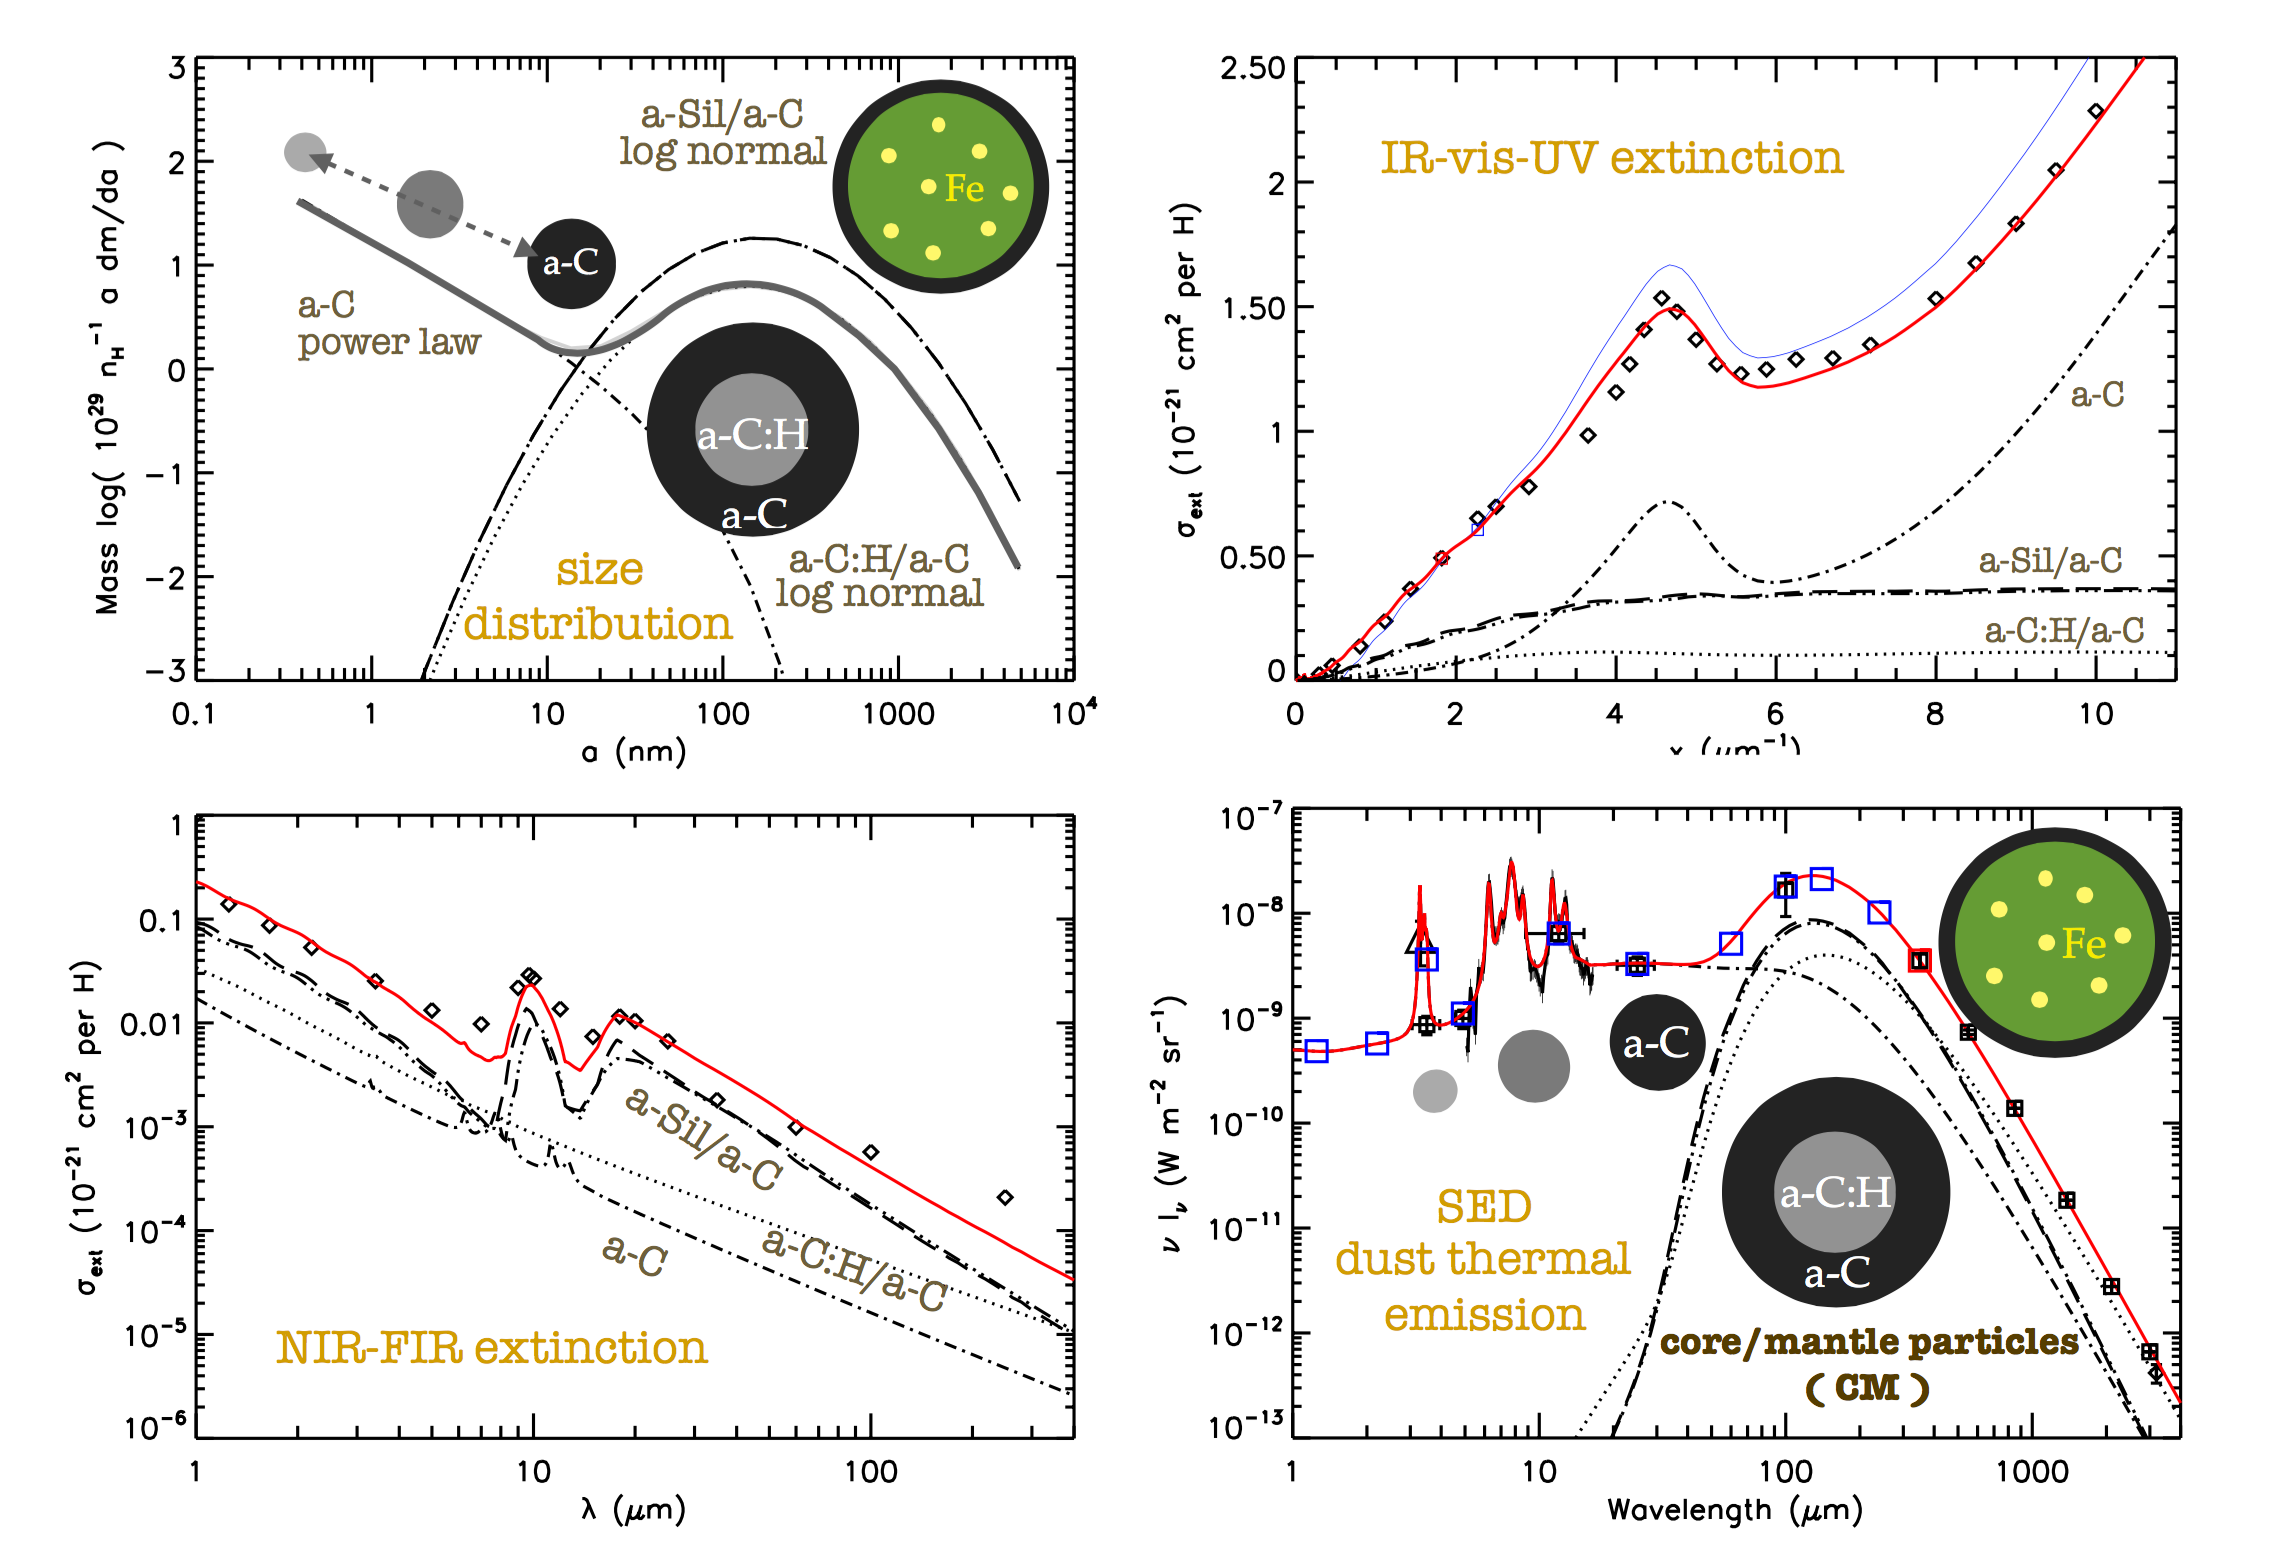 3
2
1
0
−1
−2
−3
0.1
1
10
100
1000
10⁴
a (nm)
Mass log( 10²⁹ n_H⁻¹ a dm/da )
a-Sil/a-C
log normal
Fe
a-C
a-C
power law
a-C:H
a-C
a-C:H/a-C
log normal
size
distribution
2.50
2
1.50
1
0.50
0
0
2
4
6
8
10
x (μm⁻¹)
σ_ext (10⁻²¹ cm² per H)
IR-vis-UV extinction
a-C
a-Sil/a-C
a-C:H/a-C
1
0.1
0.01
10⁻³
10⁻⁴
10⁻⁵
10⁻⁶
1
10
100
λ (μm)
σ_ext (10⁻²¹ cm² per H)
a-Sil/a-C
a-C:H/a-C
a-C
NIR-FIR extinction
10⁻⁷
10⁻⁸
10⁻⁹
10⁻¹⁰
10⁻¹¹
10⁻¹²
10⁻¹³
1
10
100
1000
Wavelength (μm)
ν I_ν (W m⁻² sr⁻¹)
Fe
a-C
a-C:H
a-C
SED
dust thermal
emission
core/mantle particles
( CM )